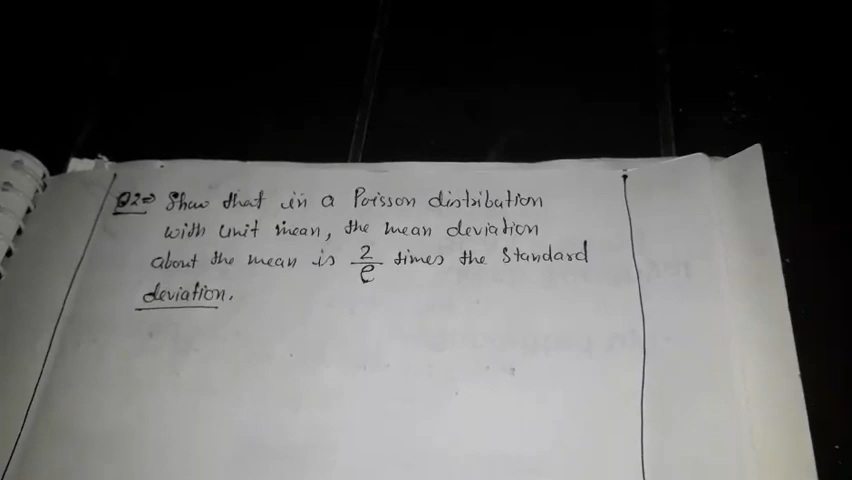 Q2⇒ Show that in a Poisson distribution
with unit mean, the mean deviation
about the mean is 2/e times the Standard
deviation.